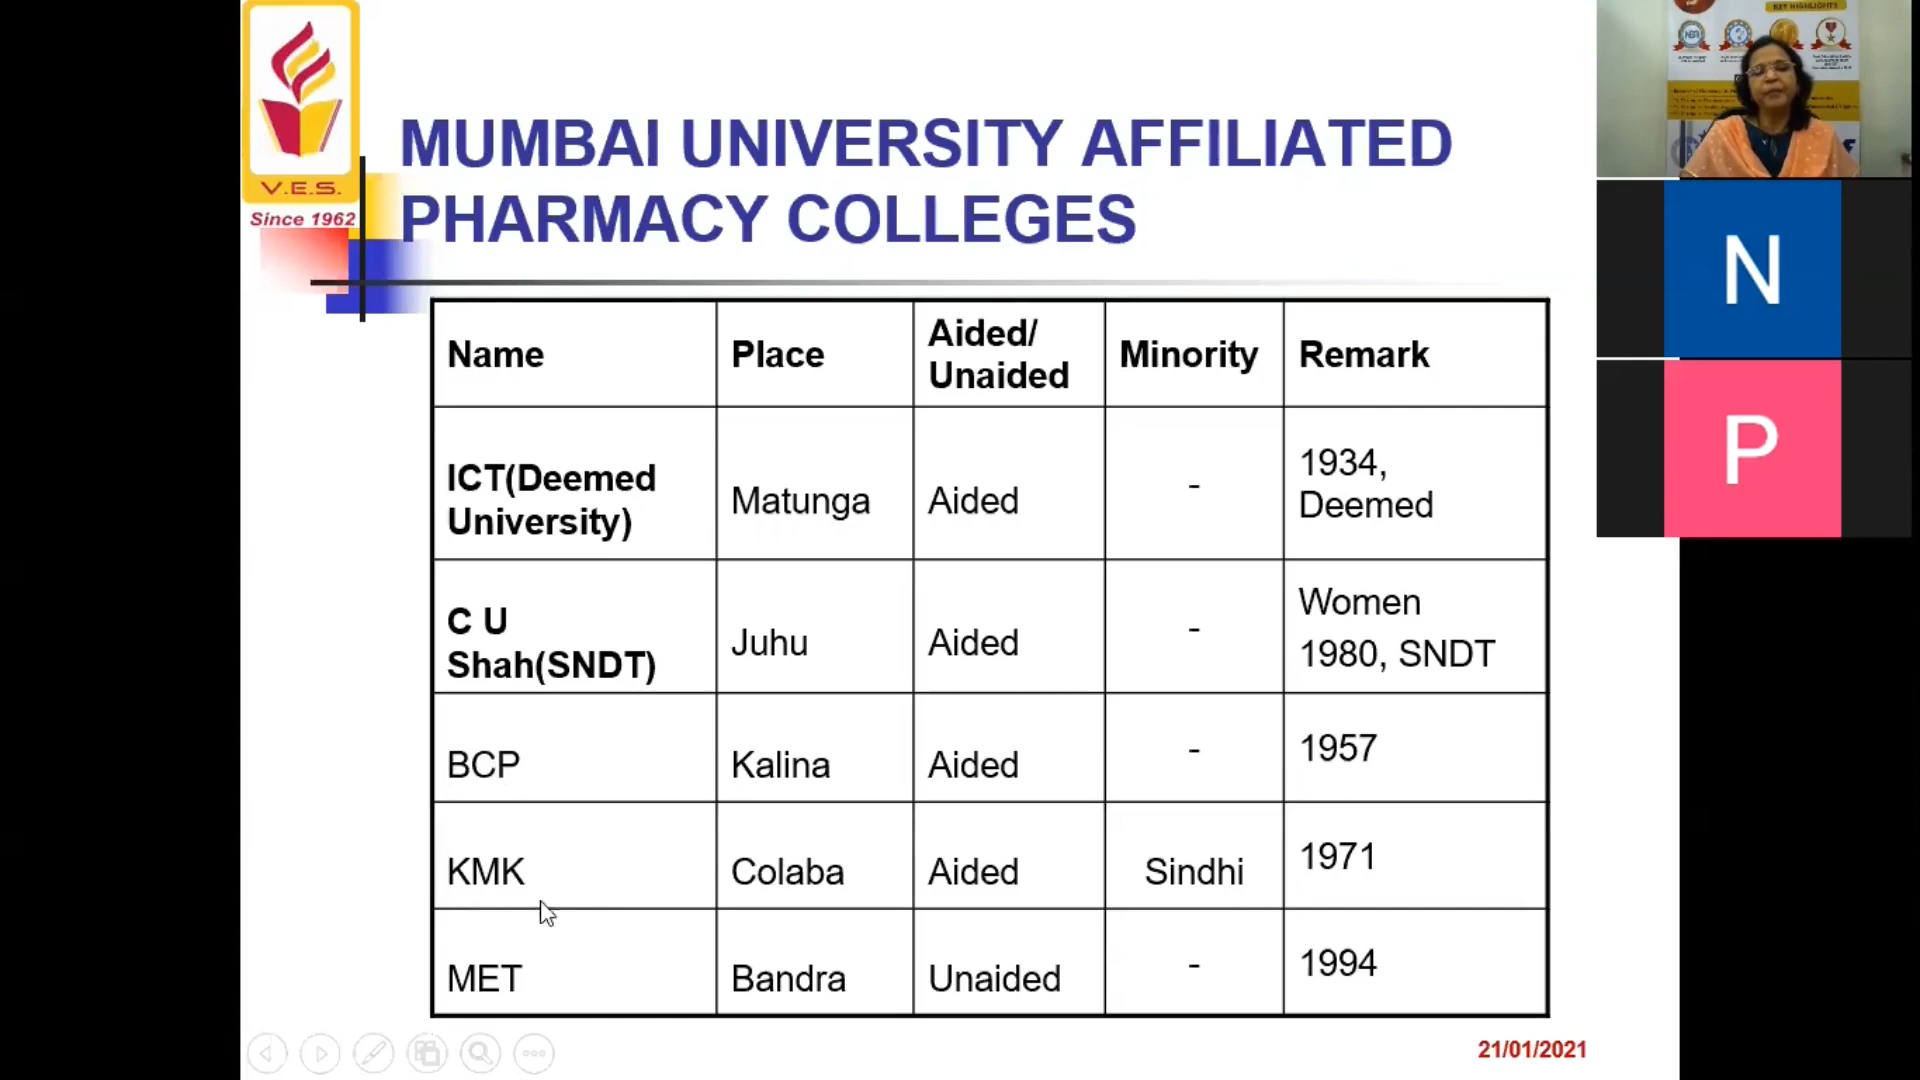 V.E.S.
Since 1962
MUMBAI UNIVERSITY AFFILIATED
PHARMACY COLLEGES
Name Place Aided/ Unaided Minority Remark
ICT(Deemed University) Matunga Aided - 1934, Deemed
C U Shah(SNDT) Juhu Aided - Women 1980, SNDT
BCP Kalina Aided - 1957
KMK Colaba Aided Sindhi 1971
MET Bandra Unaided - 1994
21/01/2021
KEY HIGHLIGHTS
N
P